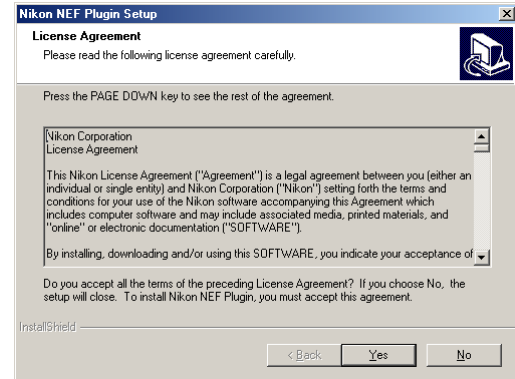 Nikon NEF Plugin Setup
License Agreement
Please read the following license agreement carefully.
Press the PAGE DOWN key to see the rest of the agreement.
Nikon Corporation
License Agreement
This Nikon License Agreement ("Agreement") is a legal agreement between you (either an
individual or single entity) and Nikon Corporation ("Nikon") setting forth the terms and
conditions for your use of the Nikon software accompanying this Agreement which
includes computer software and may include associated media, printed materials, and
"online" or electronic documentation ("SOFTWARE").
By installing, downloading and/or using this SOFTWARE, you indicate your acceptance of
Do you accept all the terms of the preceding License Agreement? If you choose No, the
setup will close. To install Nikon NEF Plugin, you must accept this agreement.
InstallShield
< Back Yes No